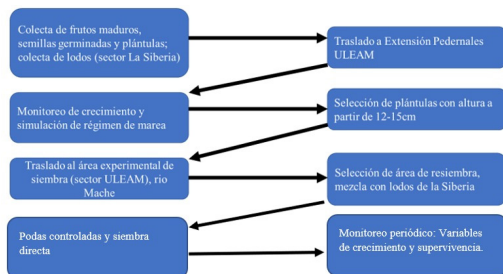 Colecta de frutos maduros,
semillas germinadas y plántulas;
colecta de lodos (sector La Siberia)
Traslado a Extensión Pedernales
ULEAM
Monitoreo de crecimiento y
simulación de régimen de marea
Selección de plántulas con altura a
partir de 12-15cm
Traslado al área experimental de
siembra (sector ULEAM), rio
Mache
Selección de área de resiembra,
mezcla con lodos de la Siberia
Podas controladas y siembra
directa
Monitoreo periódico: Variables
de crecimiento y supervivencia.